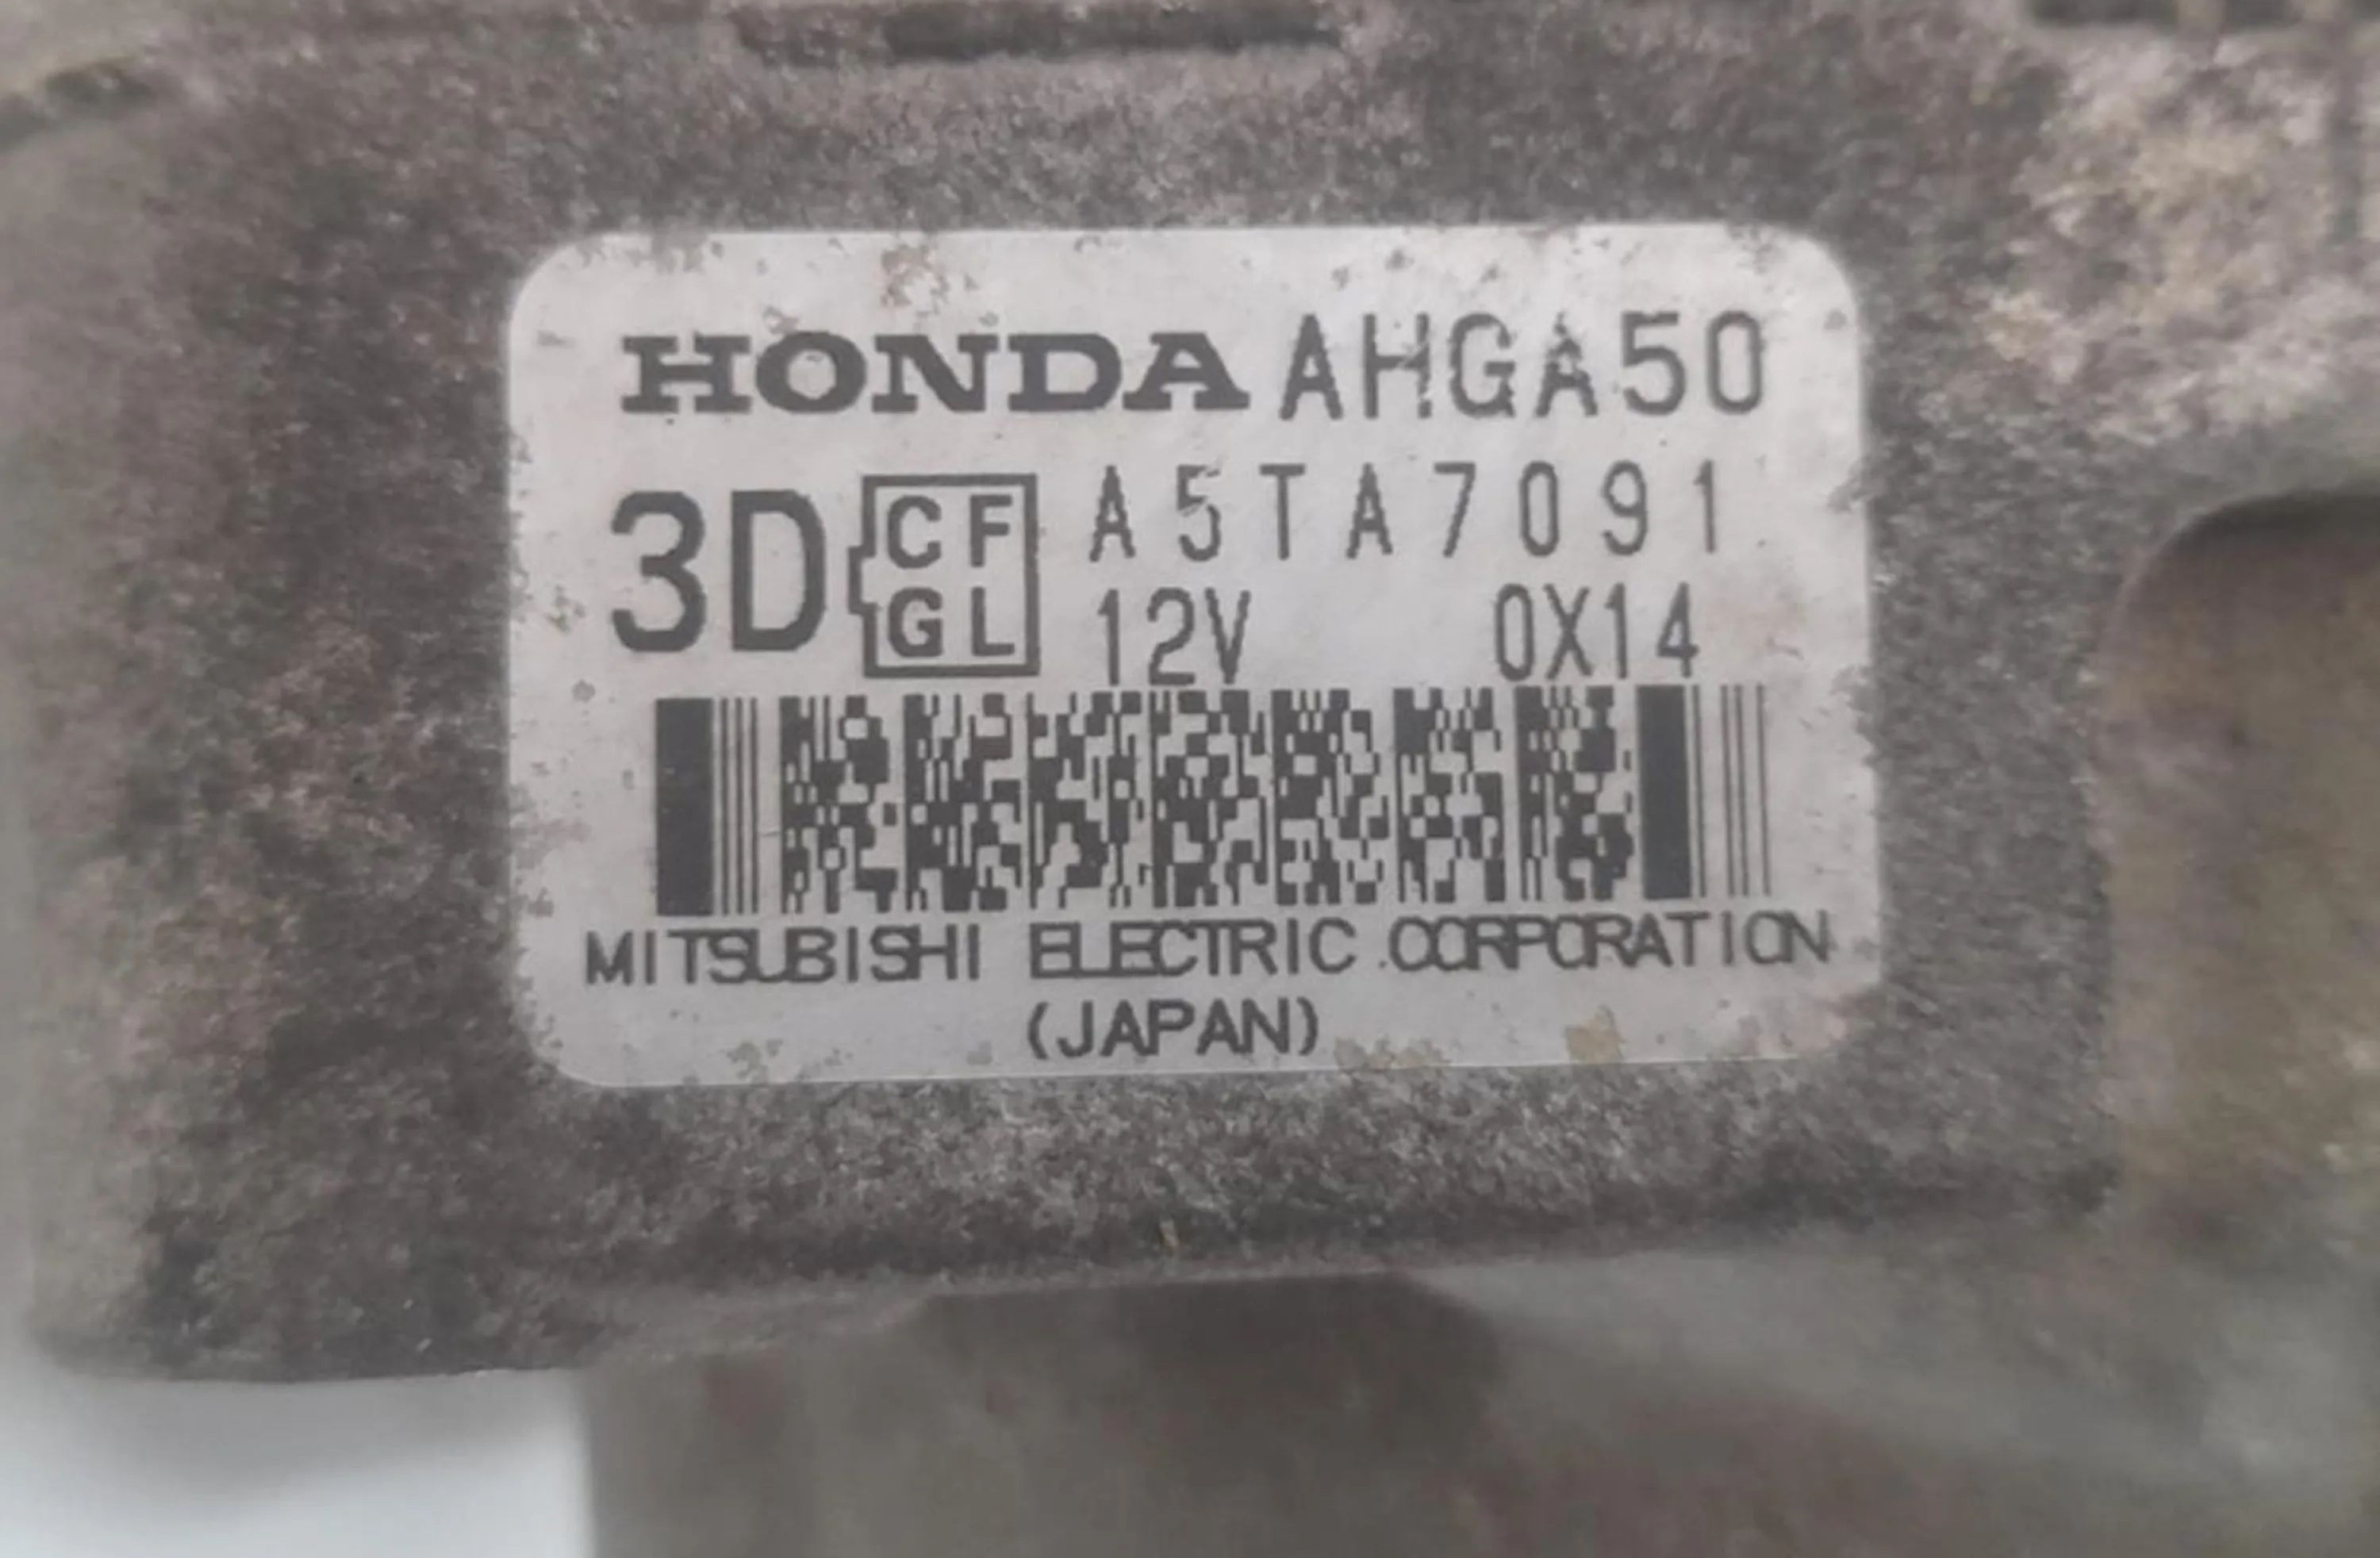 HONDA AHGA50
3D CF A5TA7091
GL 12V 0X14
MITSUBISHI ELECTRIC CORPORATION
(JAPAN)